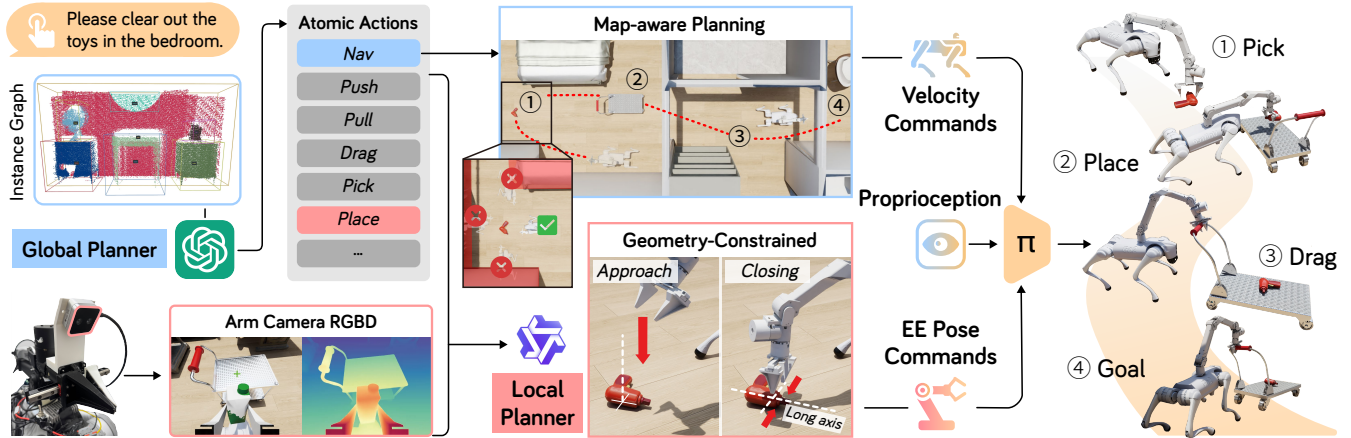 Please clear out the
toys in the bedroom.
Instance Graph
Global Planner
Atomic Actions
Nav
Push
Pull
Drag
Pick
Place
...
Arm Camera RGBD
Map-aware Planning
①
②
③
④
Local
Planner
Geometry-Constrained
Approach
Closing
Long axis
Velocity
Commands
Proprioception
π
EE Pose
Commands
① Pick
② Place
③ Drag
④ Goal